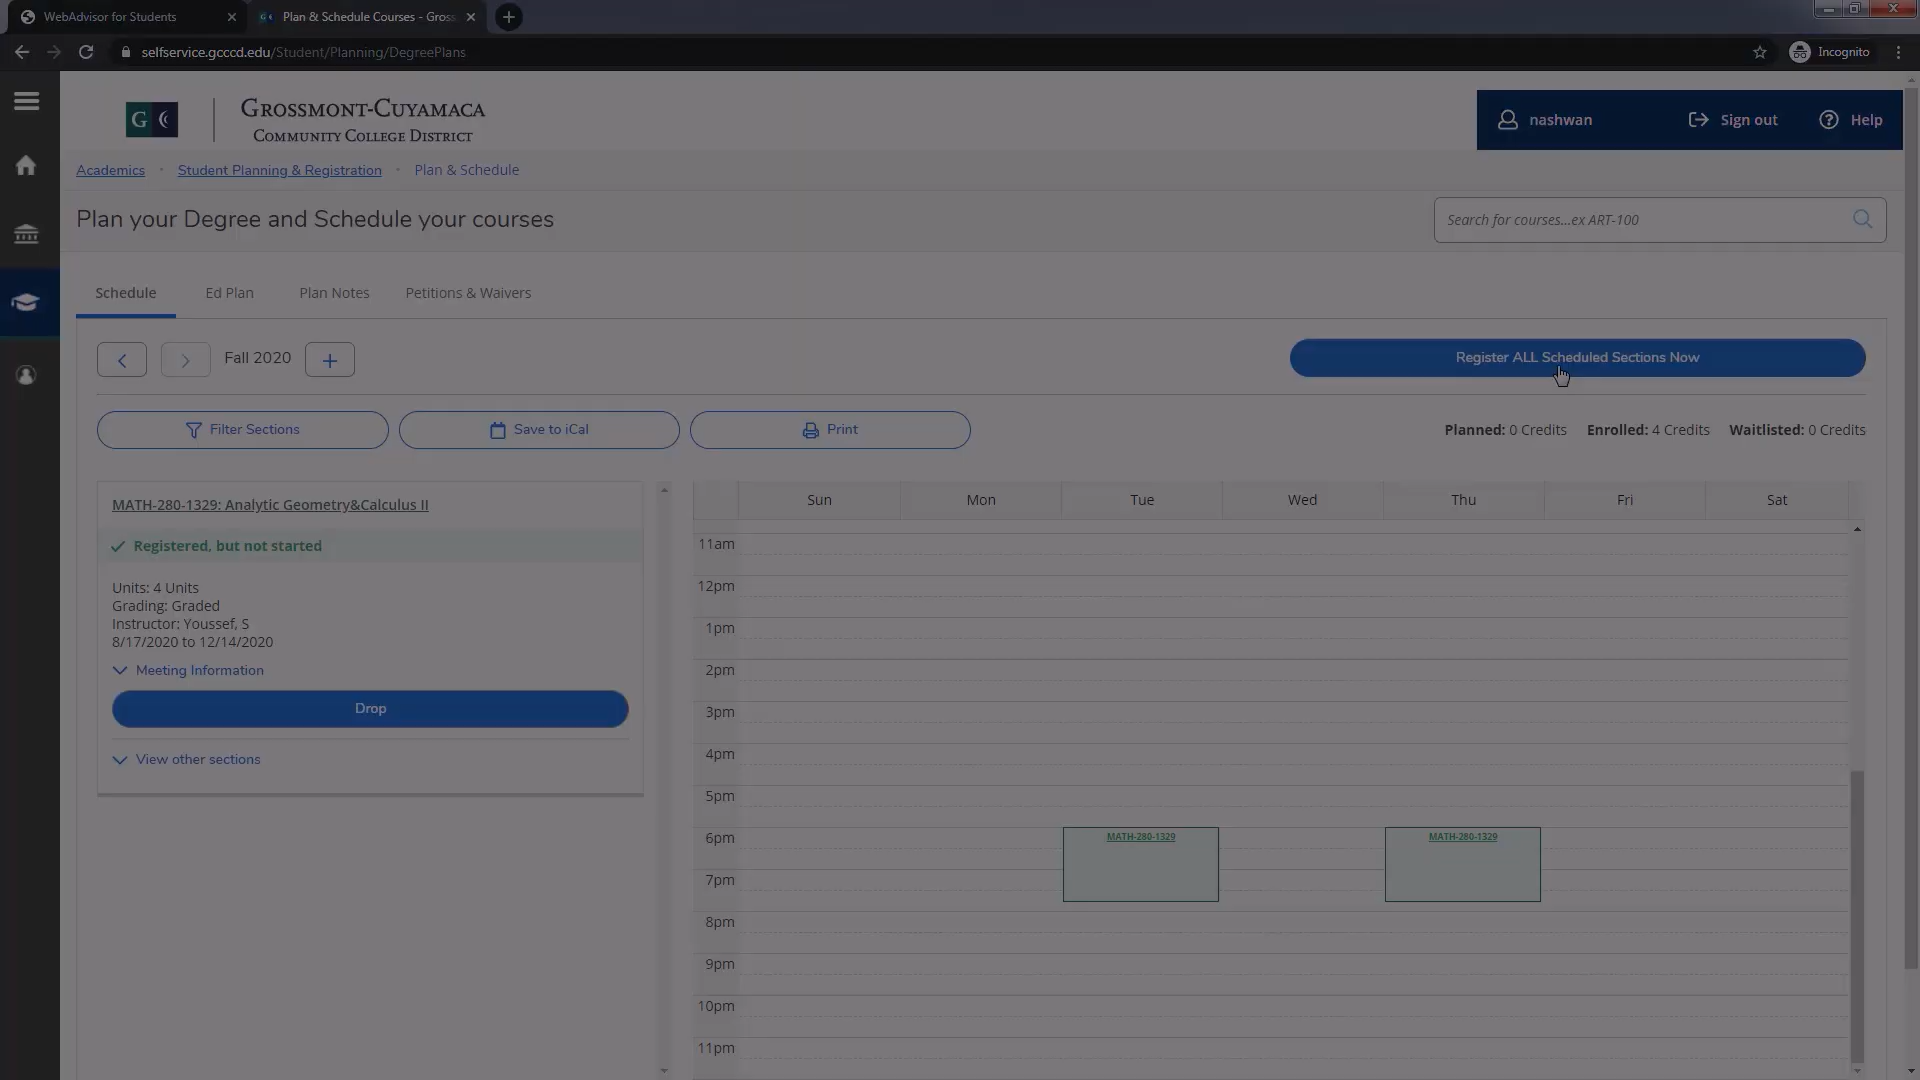 WebAdvisor for Students
Plan & Schedule Courses - Gross
selfservice.gcccd.edu/Student/Planning/DegreePlans
Incognito
G
GROSSMONT-CUYAMACA
COMMUNITY COLLEGE DISTRICT
nashwan
Sign out
Help
Academics · Student Planning & Registration · Plan & Schedule
Plan your Degree and Schedule your courses
Search for courses...ex ART-100
Schedule
Ed Plan
Plan Notes
Petitions & Waivers
Fall 2020
Register ALL Scheduled Sections Now
Filter Sections
Save to iCal
Print
Planned: 0 Credits Enrolled: 4 Credits Waitlisted: 0 Credits
MATH-280-1329: Analytic Geometry&Calculus II
Registered, but not started
Units: 4 Units
Grading: Graded
Instructor: Youssef, S
8/17/2020 to 12/14/2020
Meeting Information
Drop
View other sections
Sun Mon Tue Wed Thu Fri Sat
11am
12pm
1pm
2pm
3pm
4pm
5pm
6pm
MATH-280-1329
MATH-280-1329
7pm
8pm
9pm
10pm
11pm